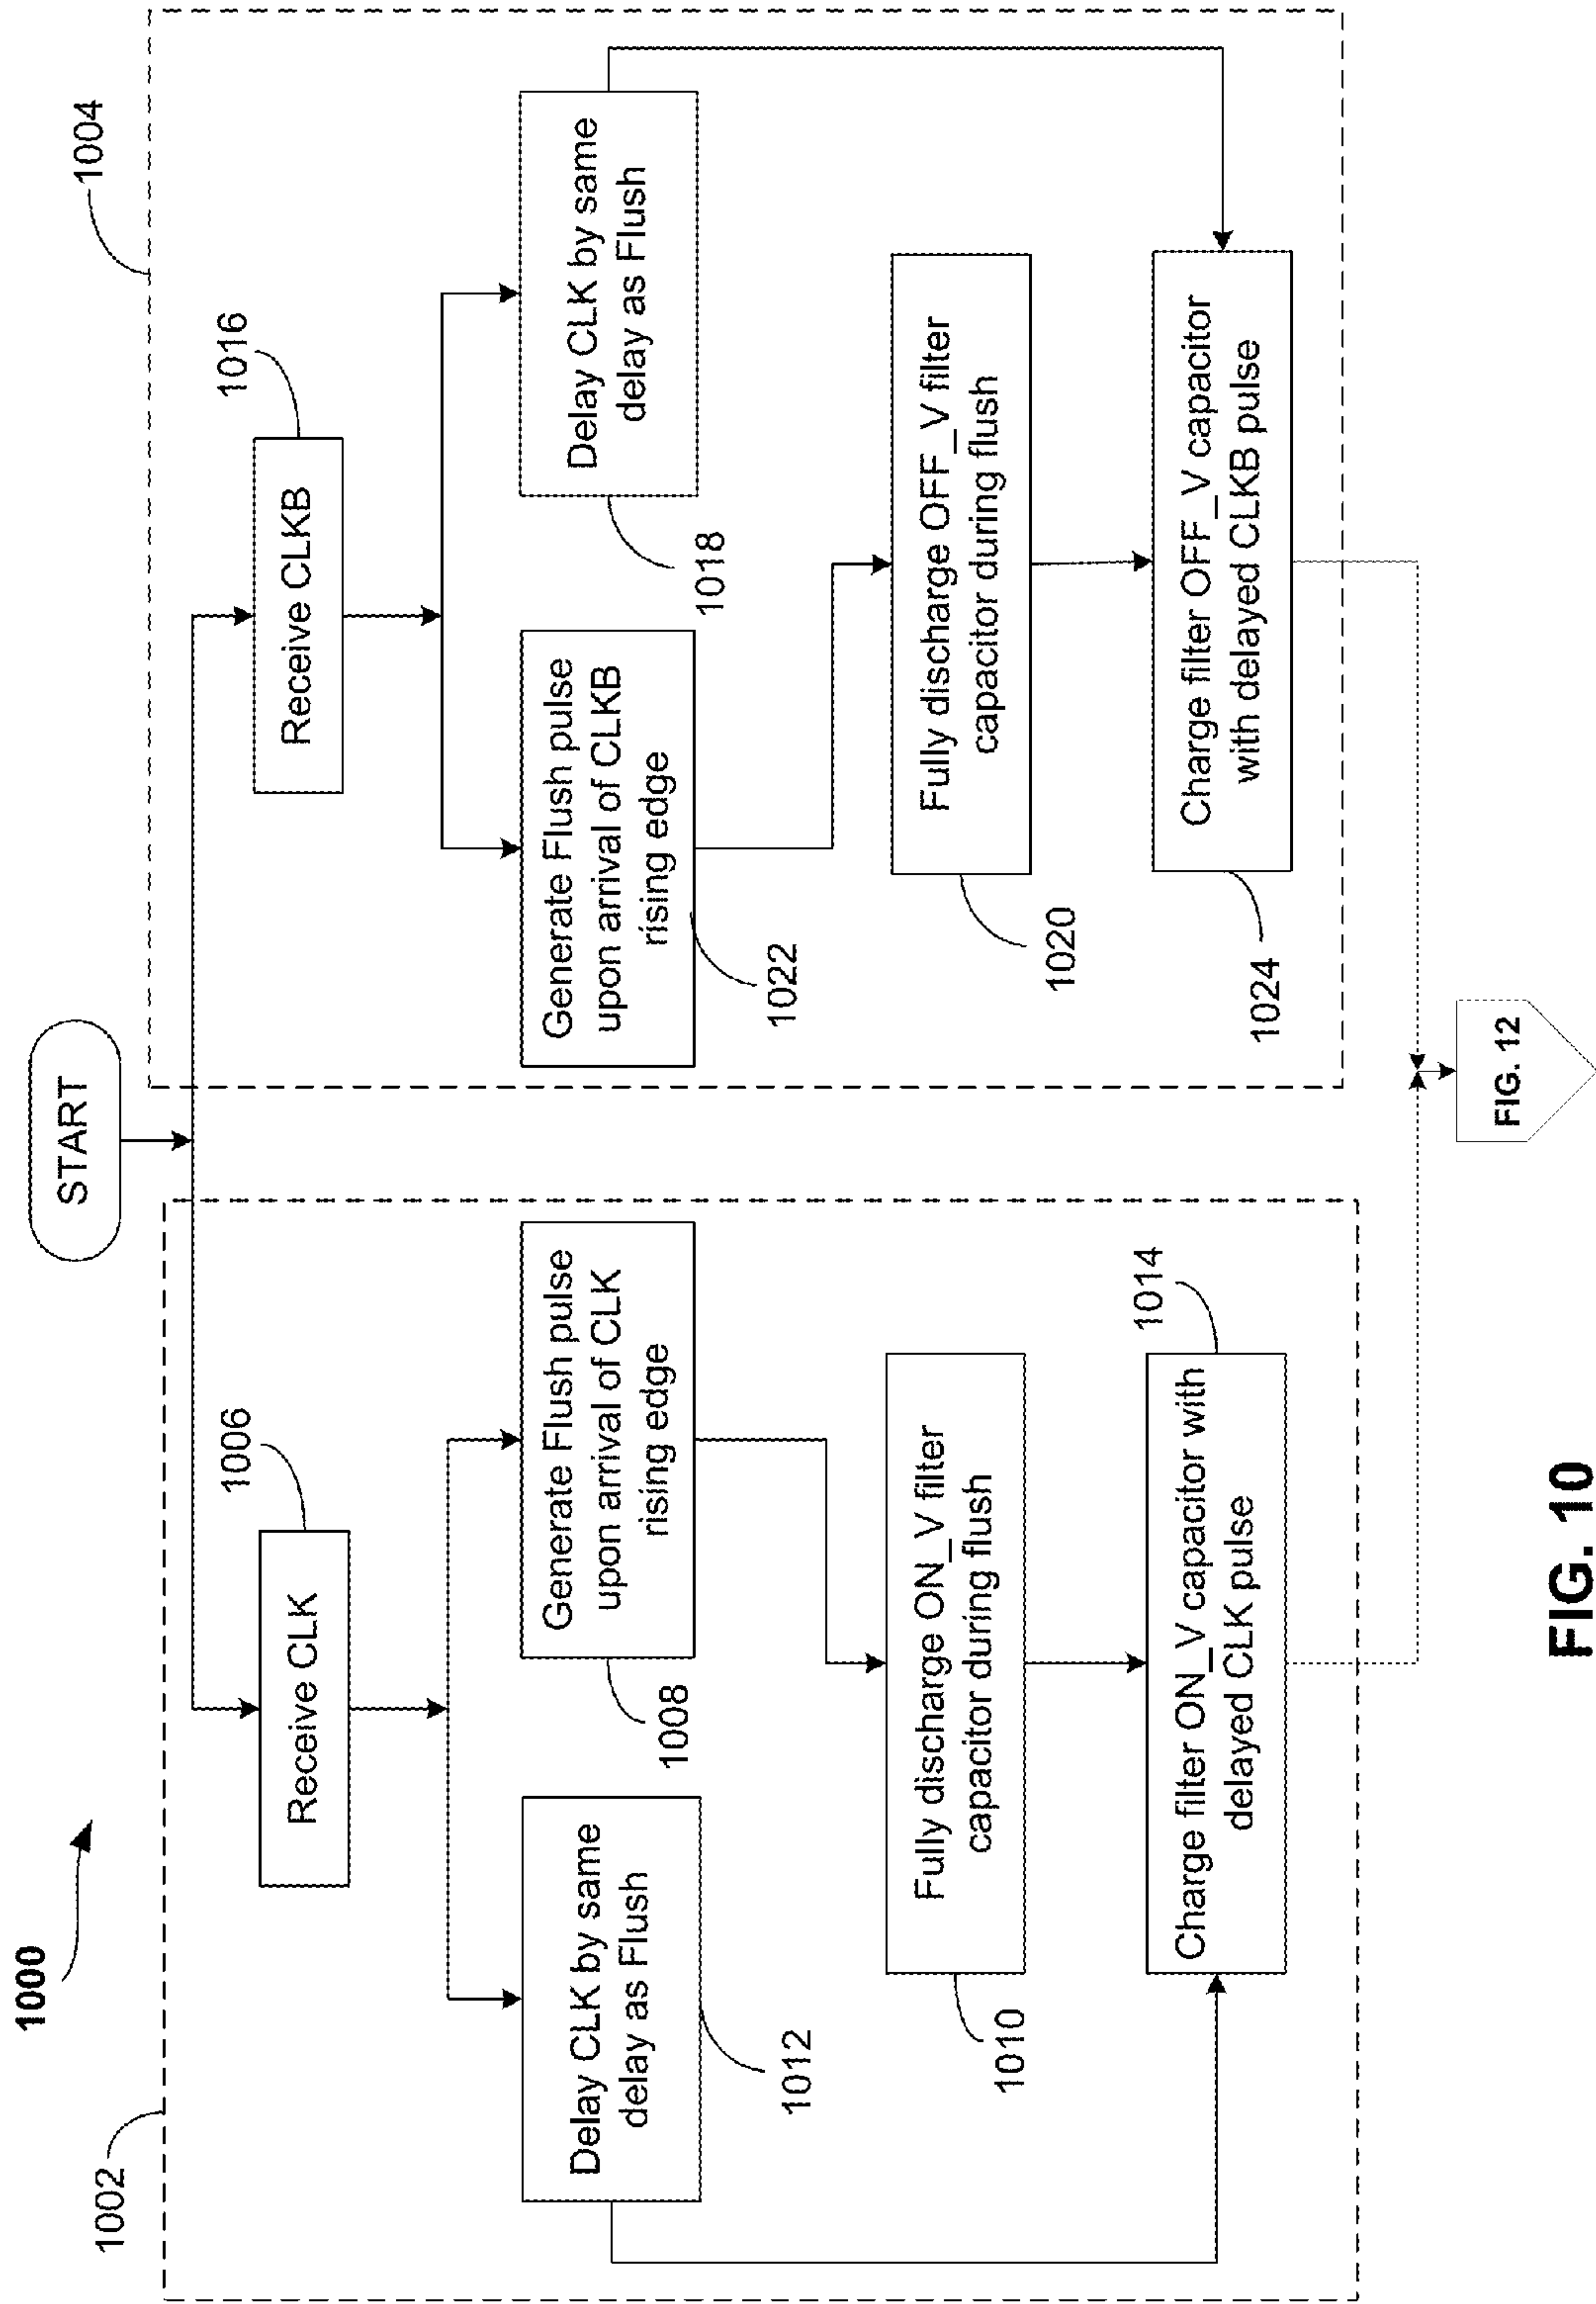 1000
START
1002
1004
1006
1016
Receive CLK
Receive CLKB
Delay CLK by same
delay as Flush
1012
Generate Flush pulse
upon arrival of CLK
rising edge
1008
Generate Flush pulse
upon arrival of CLKB
rising edge
1022
Delay CLK by same
delay as Flush
1018
Fully discharge ON_V filter
capacitor during flush
1010
Fully discharge OFF_V filter
capacitor during flush
1020
Charge filter ON_V capacitor with
delayed CLK pulse
1014
Charge filter OFF_V capacitor
with delayed CLKB pulse
1024
FIG. 12
FIG. 10